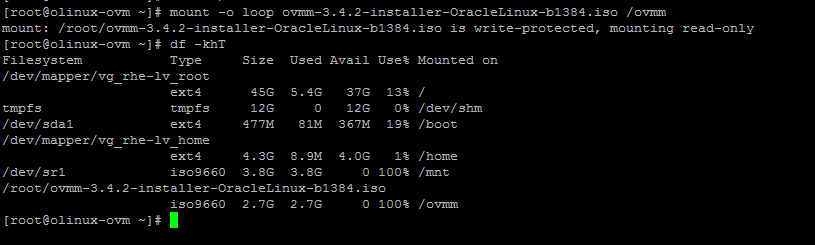 [root@olinux-ovm ~]# mount -o loop ovmm-3.4.2-installer-OracleLinux-b1384.iso /ovmm
mount: /root/ovmm-3.4.2-installer-OracleLinux-b1384.iso is write-protected, mounting read-only
[root@olinux-ovm ~]# df -khT
Filesystem Type Size Used Avail Use% Mounted on
/dev/mapper/vg_rhe-lv_root
ext4 45G 5.4G 37G 13% /
tmpfs tmpfs 12G 0 12G 0% /dev/shm
/dev/sda1 ext4 477M 81M 367M 19% /boot
/dev/mapper/vg_rhe-lv_home
ext4 4.3G 8.9M 4.0G 1% /home
/dev/sr1 iso9660 3.8G 3.8G 0 100% /mnt
/root/ovmm-3.4.2-installer-OracleLinux-b1384.iso
iso9660 2.7G 2.7G 0 100% /ovmm
[root@olinux-ovm ~]#